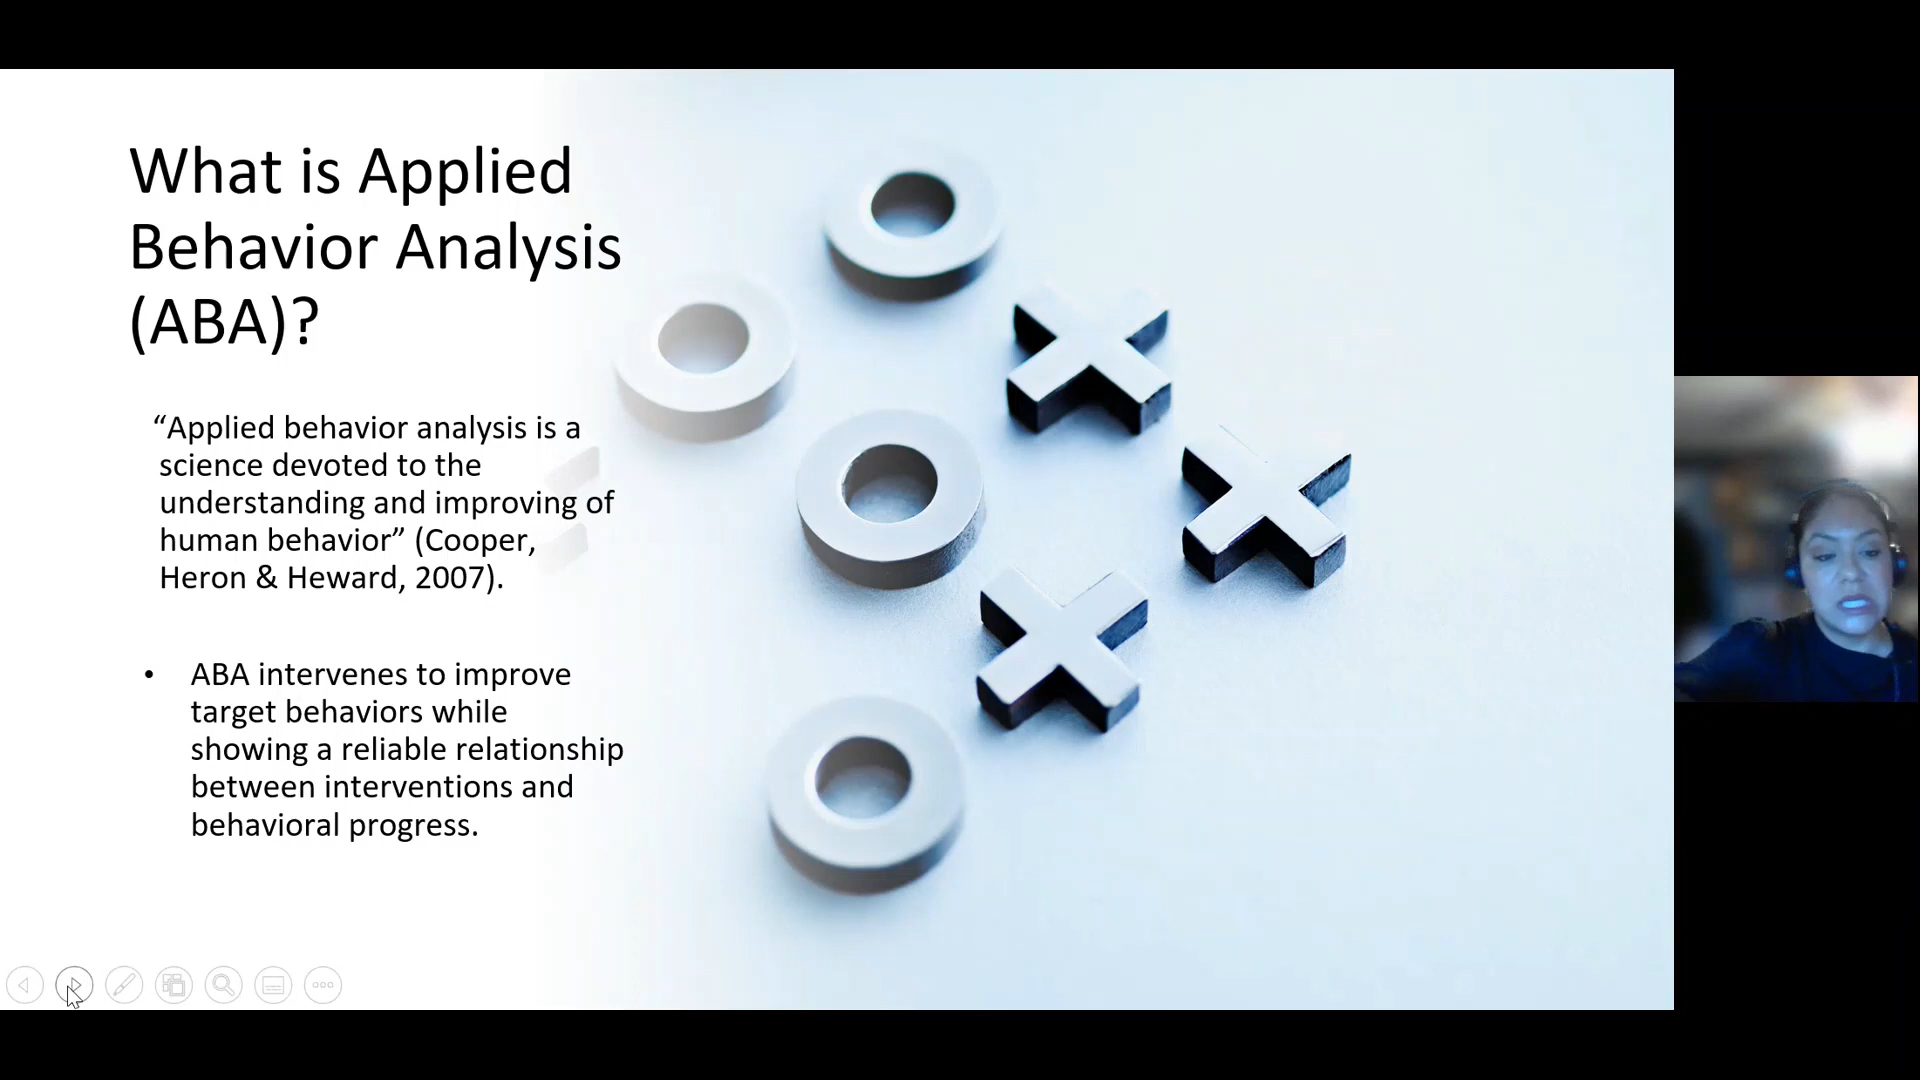 What is Applied
Behavior Analysis
(ABA)?
“Applied behavior analysis is a
science devoted to the
understanding and improving of
human behavior” (Cooper,
Heron & Heward, 2007).
• ABA intervenes to improve
target behaviors while
showing a reliable relationship
between interventions and
behavioral progress.